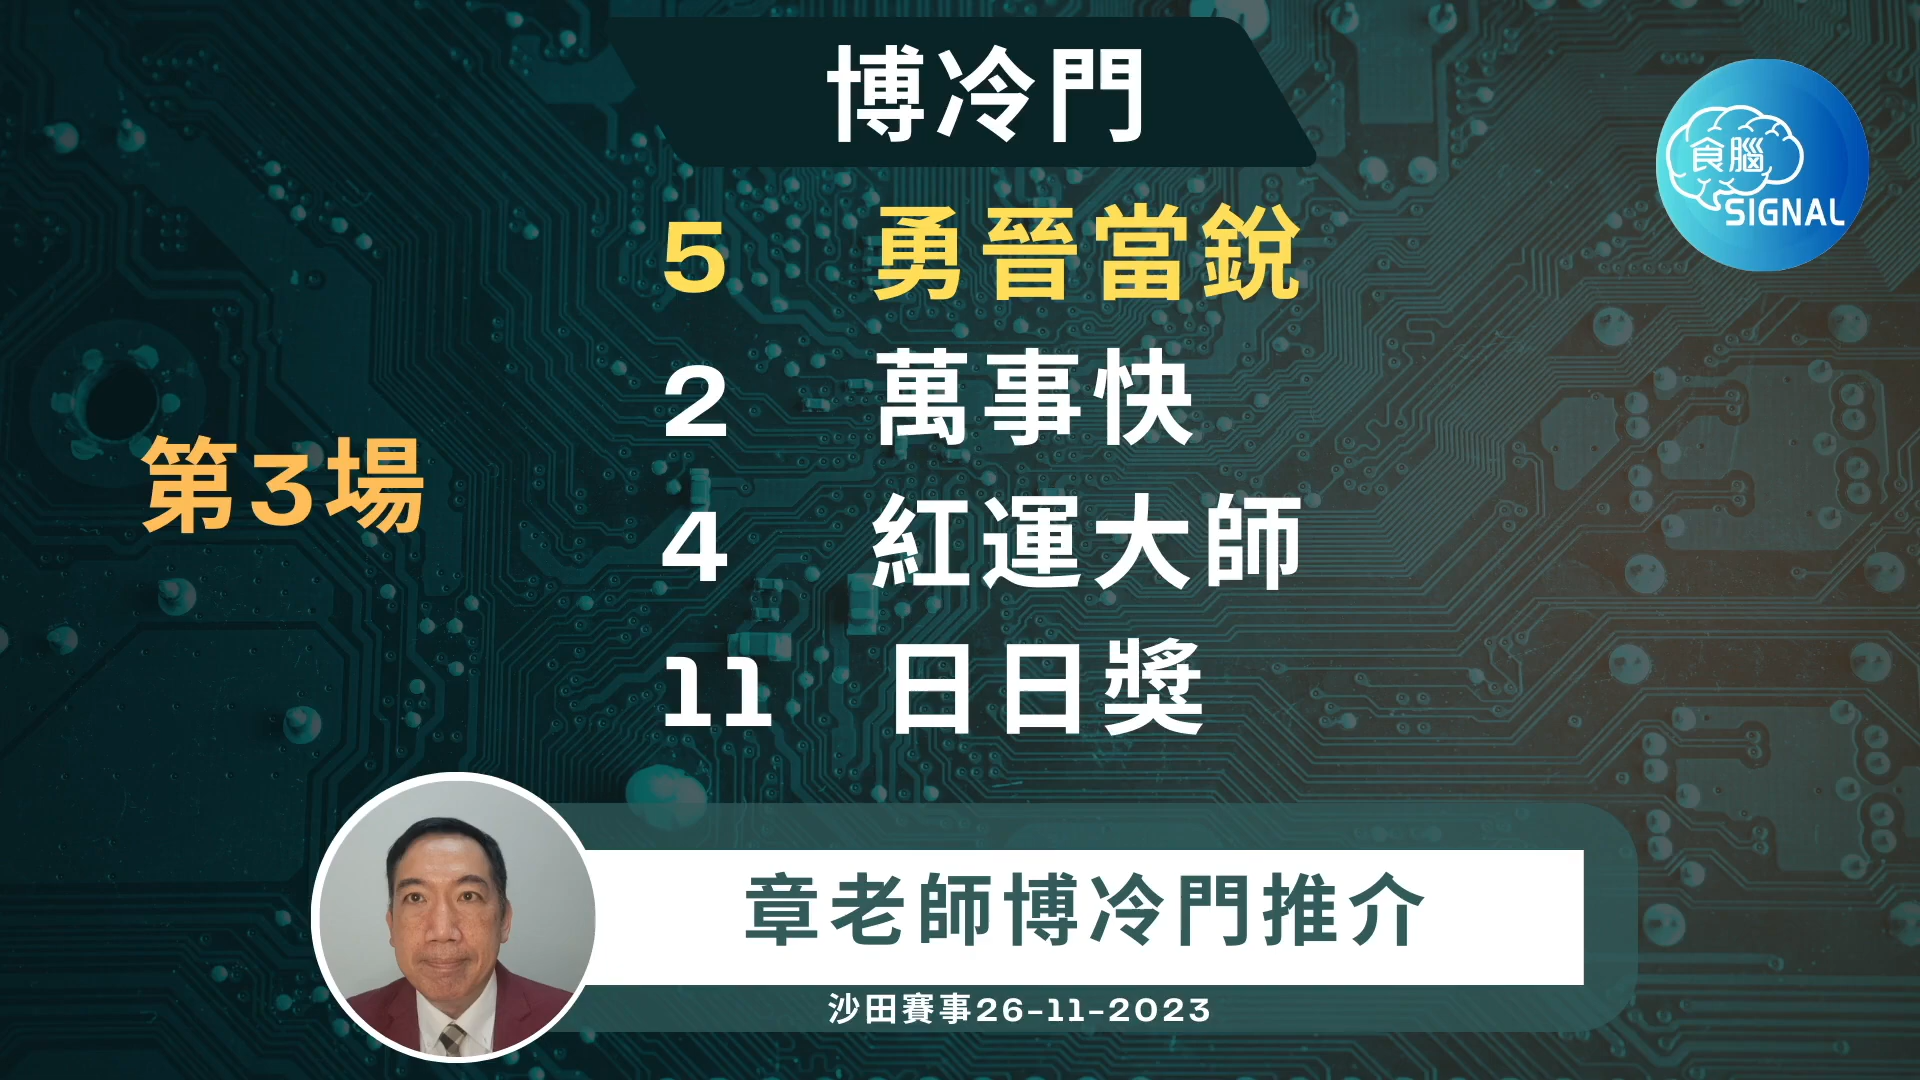 博冷門
食腦
SIGNAL
5 勇晉當銳
2 萬事快
第3場
4 紅運大師
11 日日獎
章老師博冷門推介
沙田賽事26-11-2023